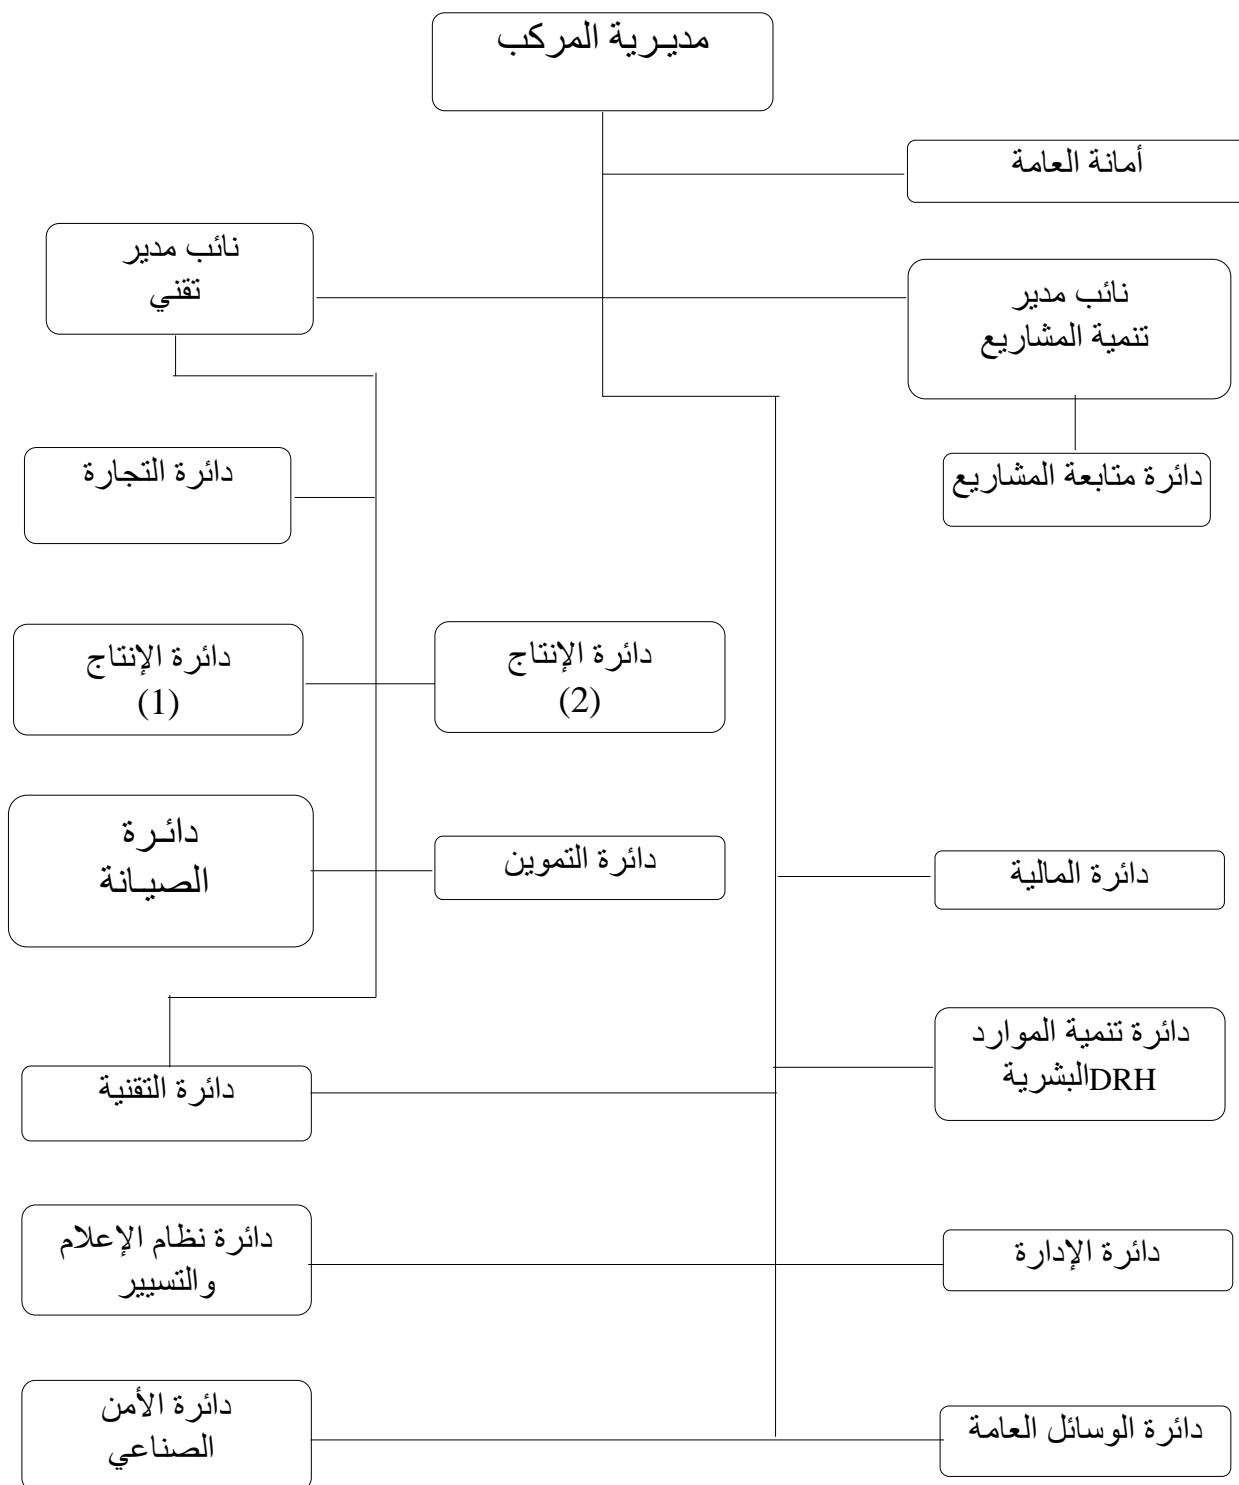 مديـرية المركب
أمانة العامة
نائب مدير
تقني
نائب مدير
تنمية المشاريع
دائرة التجارة
دائرة متابعة المشاريع
دائرة الإنتاج
(1)
دائرة الإنتاج
(2)
دائـرة
الصيـانة
دائرة التموين
دائرة المالية
دائرة تنمية الموارد
البشرية DRH
دائرة التقنية
دائرة نظام الإعلام
والتسيير
دائرة الإدارة
دائرة الأمن
الصناعي
دائرة الوسائل العامة